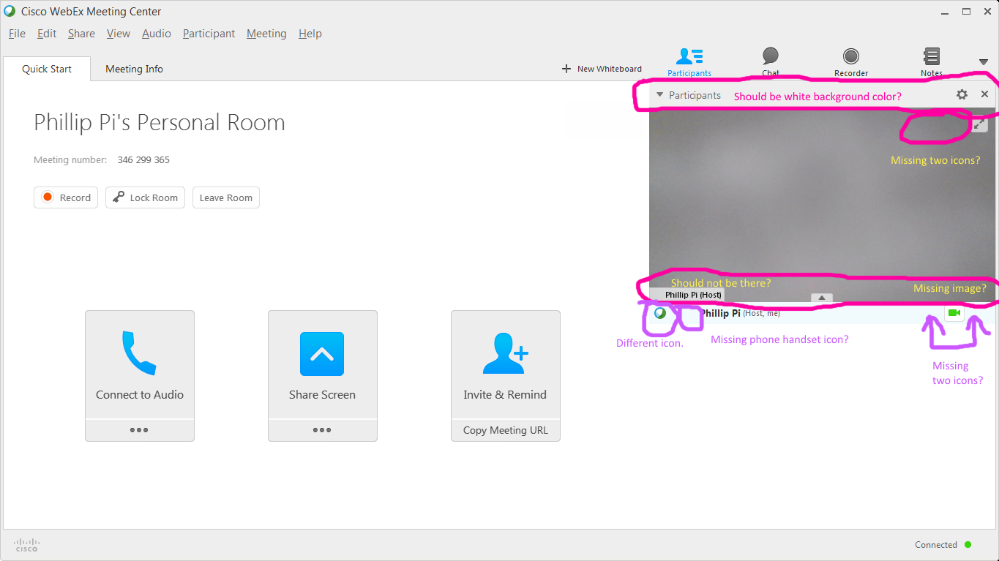 Cisco WebEx Meeting Center
File Edit Share View Audio Participant Meeting Help
Quick Start Meeting Info
New Whiteboard
Participants Chat Recorder Notes
Participants Should be white background color?
Phillip Pi's Personal Room
Meeting number: 346 299 365
Missing two icons?
Record Lock Room Leave Room
Should not be there?
Missing image?
Phillip Pi (Host)
Phillip Pi (Host, me)
Different icon. Missing phone handset icon?
Missing
two icons?
Connect to Audio Share Screen Invite & Remind
Copy Meeting URL
CISCO
Connected